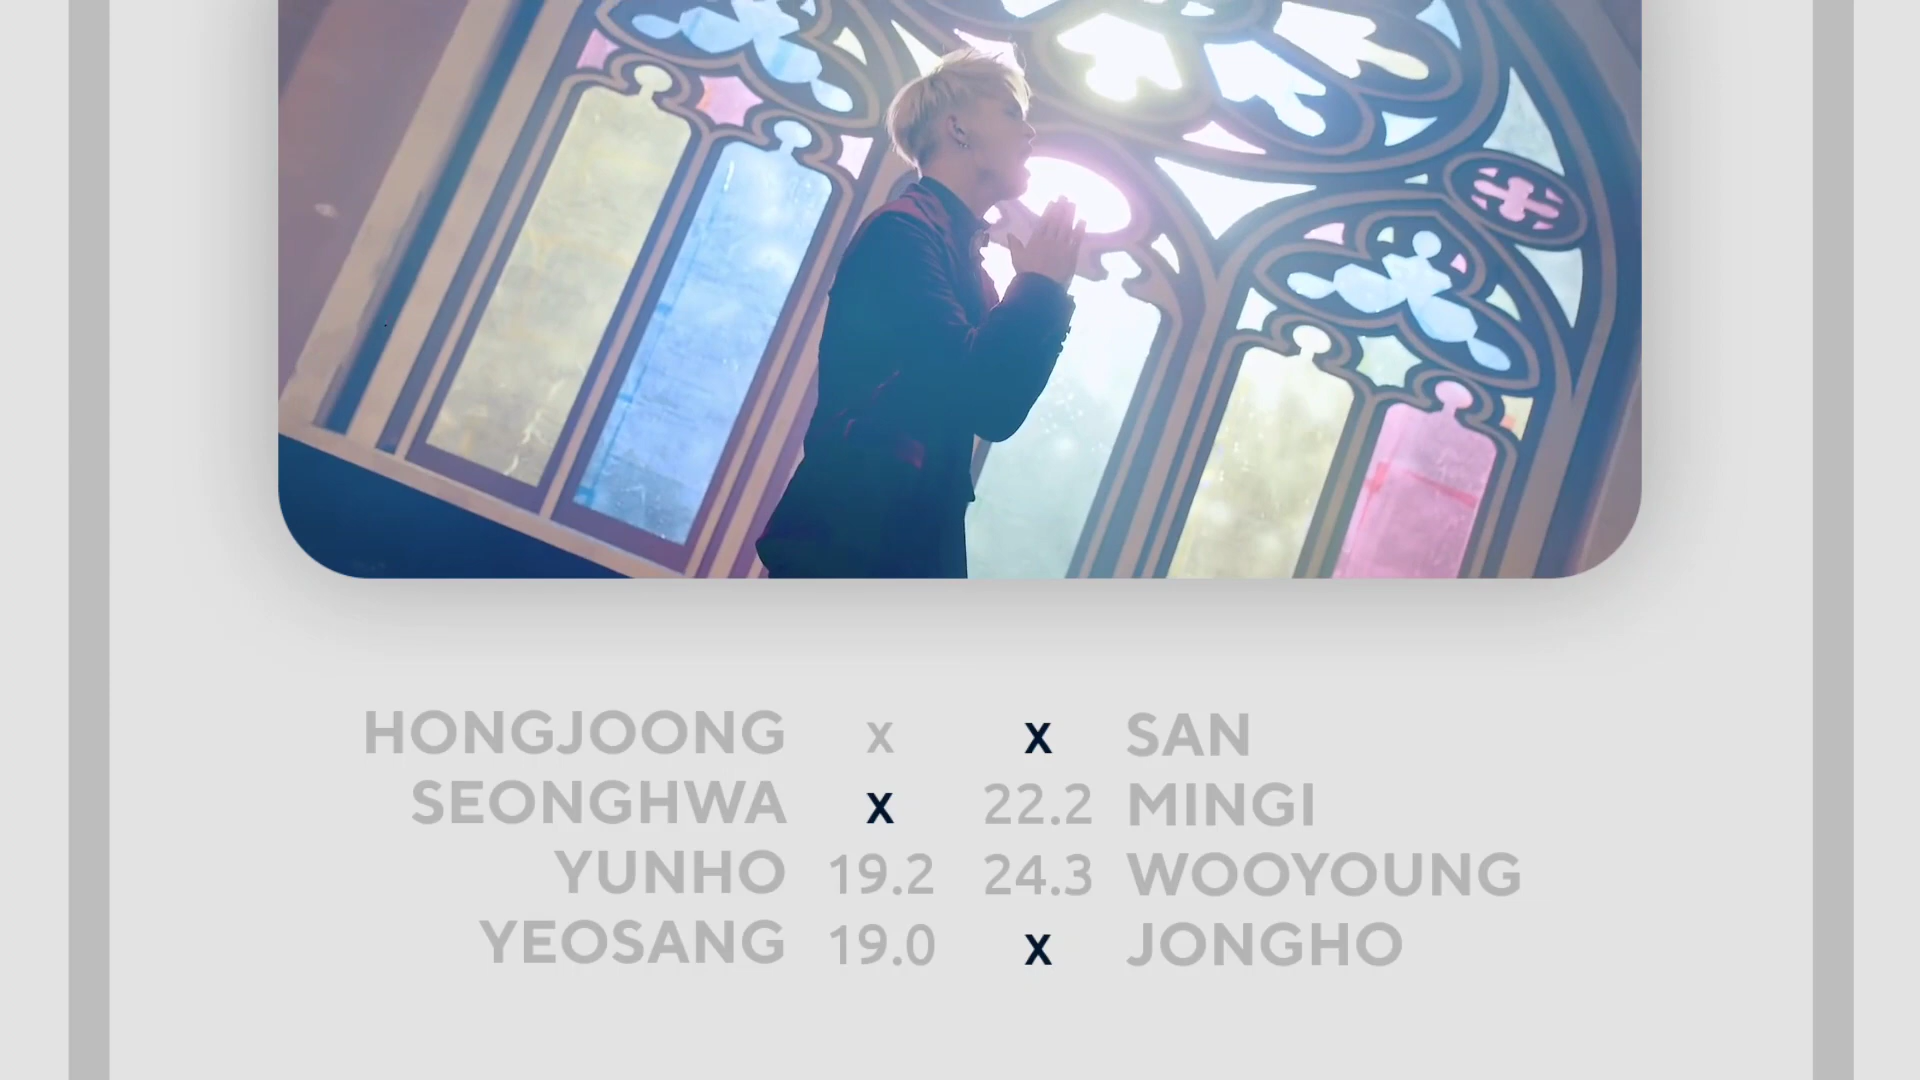 HONGJOONG x x SAN
SEONGHWA x 22.2 MINGI
YUNHO 19.2 24.3 WOOYOUNG
YEOSANG 19.0 x JONGHO